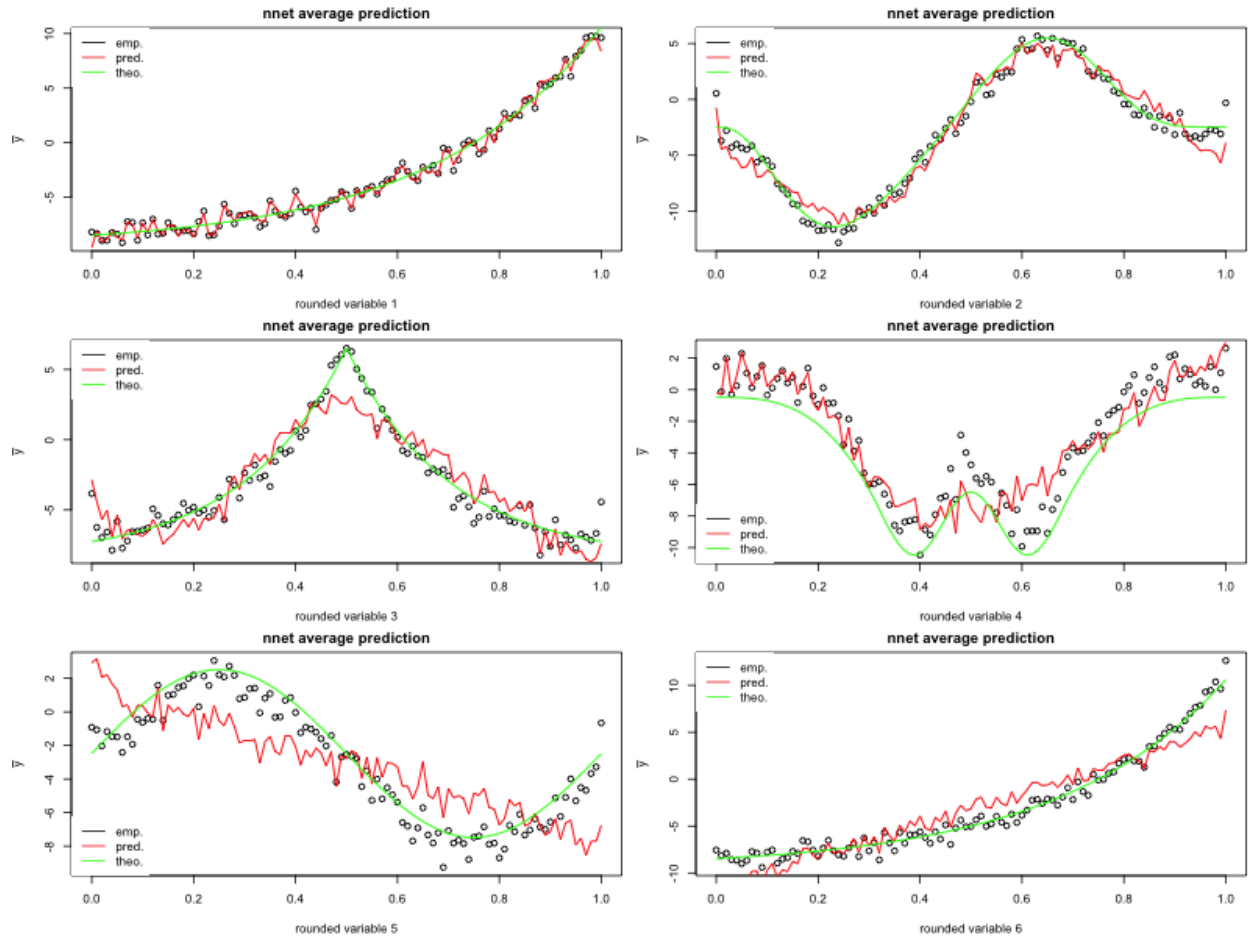 nnet average prediction
emp.
pred.
theo.
10
5
0
-5
ȳ
0.0 0.2 0.4 0.6 0.8 1.0
rounded variable 1
nnet average prediction
emp.
pred.
theo.
5
0
-5
-10
ȳ
0.0 0.2 0.4 0.6 0.8 1.0
rounded variable 2
nnet average prediction
emp.
pred.
theo.
5
0
-5
ȳ
0.0 0.2 0.4 0.6 0.8 1.0
rounded variable 3
nnet average prediction
2
0
-2
-4
-6
-8
-10
ȳ
emp.
pred.
theo.
0.0 0.2 0.4 0.6 0.8 1.0
rounded variable 4
nnet average prediction
2
0
-2
-4
-6
-8
ȳ
emp.
pred.
theo.
0.0 0.2 0.4 0.6 0.8 1.0
rounded variable 5
nnet average prediction
emp.
pred.
theo.
10
5
0
-5
-10
ȳ
0.0 0.2 0.4 0.6 0.8 1.0
rounded variable 6